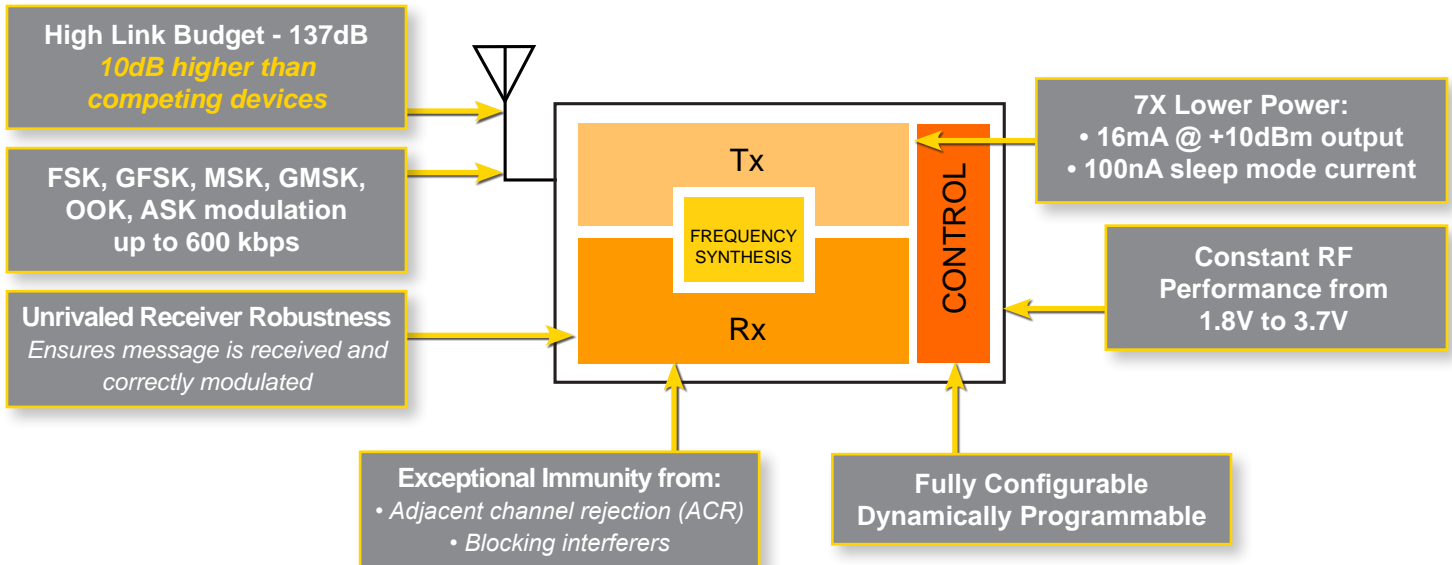 High Link Budget - 137dB
10dB higher than
competing devices
FSK, GFSK, MSK, GMSK,
OOK, ASK modulation
up to 600 kbps
Unrivaled Receiver Robustness
Ensures message is received and
correctly modulated
Tx
FREQUENCY
SYNTHESIS
Rx
CONTROL
7X Lower Power:
• 16mA @ +10dBm output
• 100nA sleep mode current
Constant RF
Performance from
1.8V to 3.7V
Exceptional Immunity from:
• Adjacent channel rejection (ACR)
• Blocking interferers
Fully Configurable
Dynamically Programmable